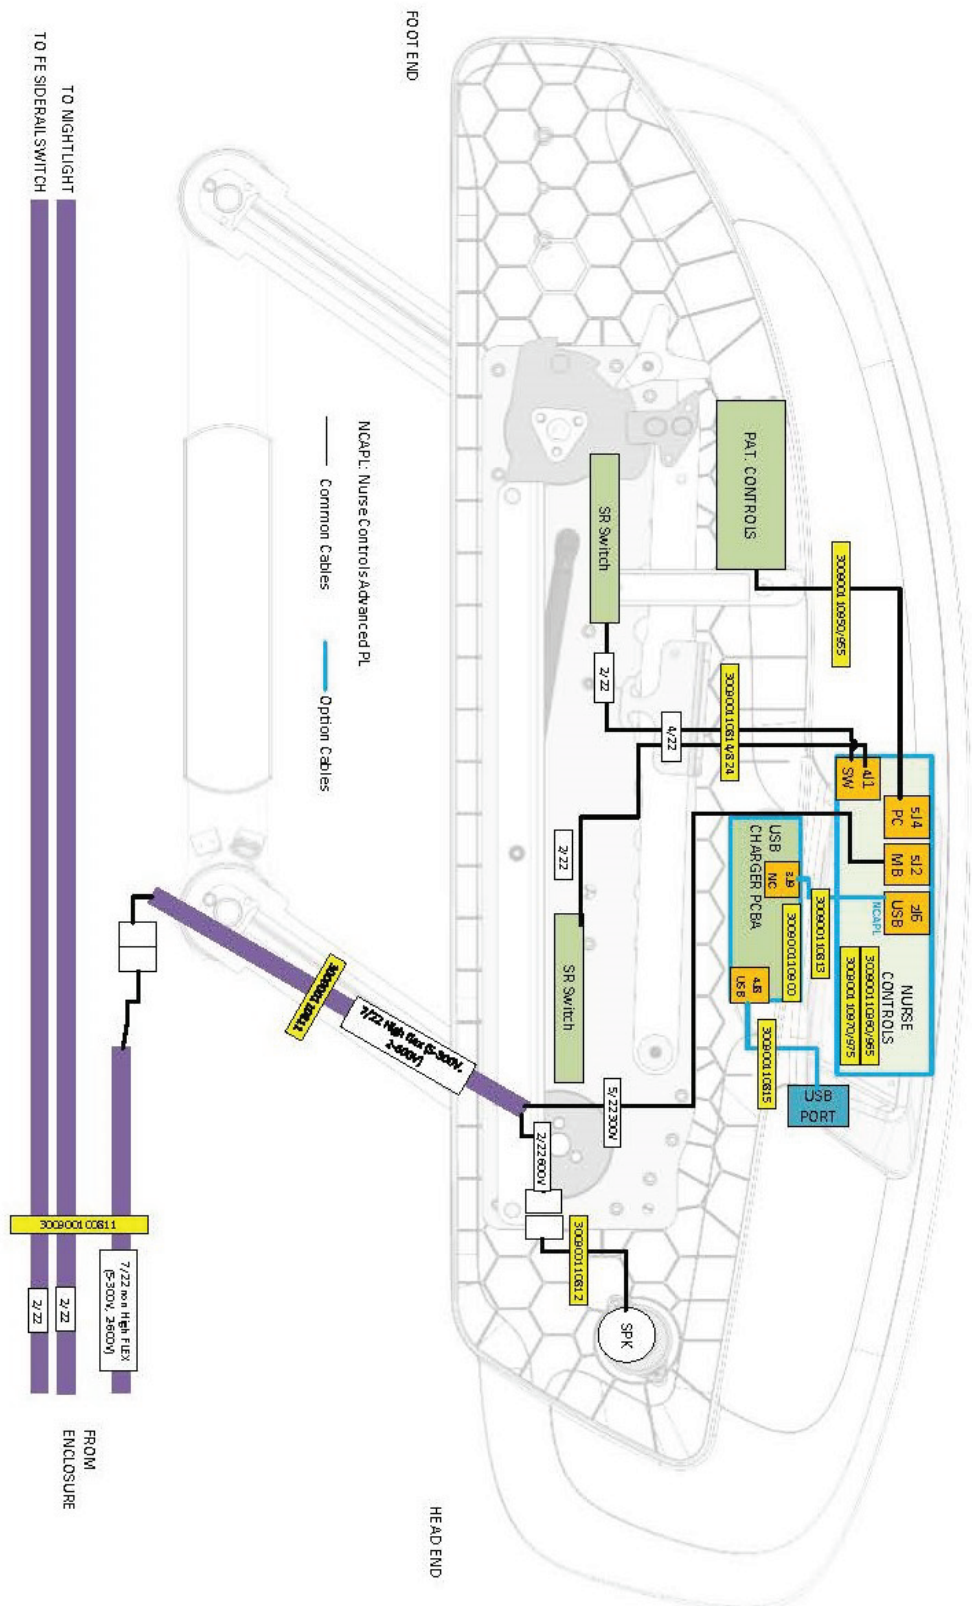 FOOT END
HEAD END
PAT. CONTROLS
300900110950/955
4J1
SW
5J4
PC
5J2
MB
2J6
USB
NCAPL
NURSE
CONTROLS
300900110960/965
300900110970/975
USB
CHARGER PCBA
NC
USB
300900110900
300900110813
300900110815
USB
PORT
SR Switch
2/22
4/22
300900110814/824
2/22
SR Switch
5/22 300V
2/22 600V
300900110812
SPK
7/22 High flex (5-300V,
2-600V)
NCAPL: Nurse Controls Advanced PL
Common Cables
Option Cables
TO NIGHTLIGHT
TO FE SIDERAIL SWITCH
300900100811
7/22 non High FLEX
(5-300V, 2-600V)
2/22
2/22
FROM
ENCLOSURE